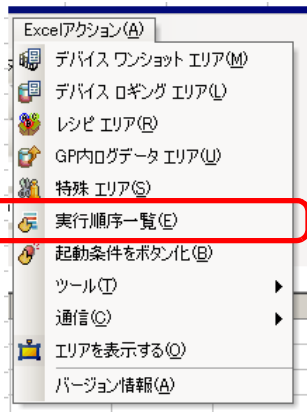 Excelアクション(A)
デバイス ワンショット エリア(M)
デバイス ロギング エリア(L)
レシピ エリア(R)
GP内ログデータ エリア(U)
特殊 エリア(S)
実行順序一覧(E)
起動条件をボタン化(B)
ツール(T)
通信(C)
エリアを表示する(O)
バージョン情報(A)